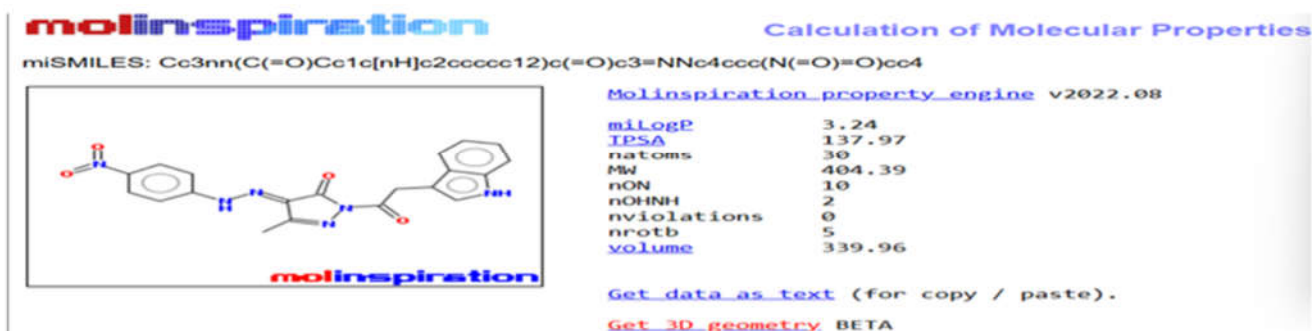 molinspiration
Calculation of Molecular Properties
miSMILES: Cc3nn(C(=O)Cc1c[nH]c2ccccc12)c(=O)c3=NNc4ccc(N(=O)=O)cc4
Molinspiration property engine v2022.08
miLogP 3.24
TPSA 137.97
natoms 30
MW 404.39
nON 10
nOHNH 2
nviolations 0
nrotb 5
volume 339.96
O
N
O
N
H
N
O
N
N
O
NH
molinspiration
Get data as text (for copy / paste).
Get 3D geometry BETA